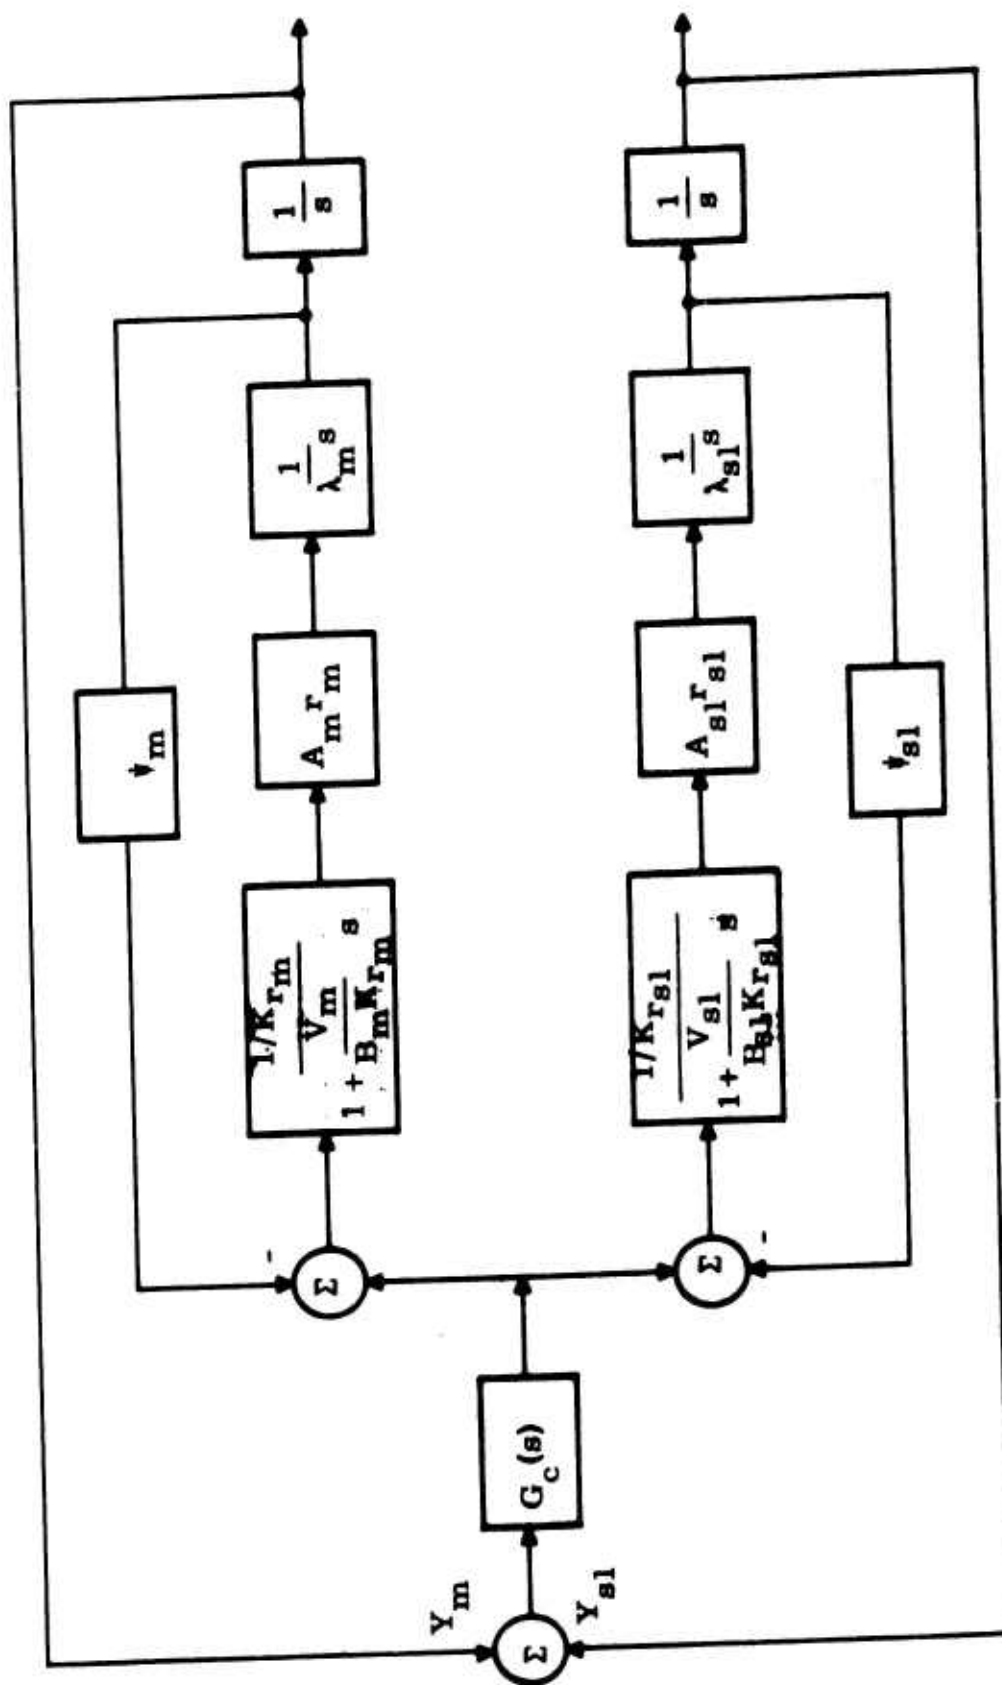 1
s
1
s
1
λ_m s
1
λ_sl s
ψ_m
A_m r_m
A_sl r_sl
ψ_sl
1/K_rm
1 + V_m / B_m K_rm s
1/K_rsl
1 + V_sl / B_sl K_rsl s
-
Σ
Σ
-
G_c(s)
Y_m
Σ
Y_sl